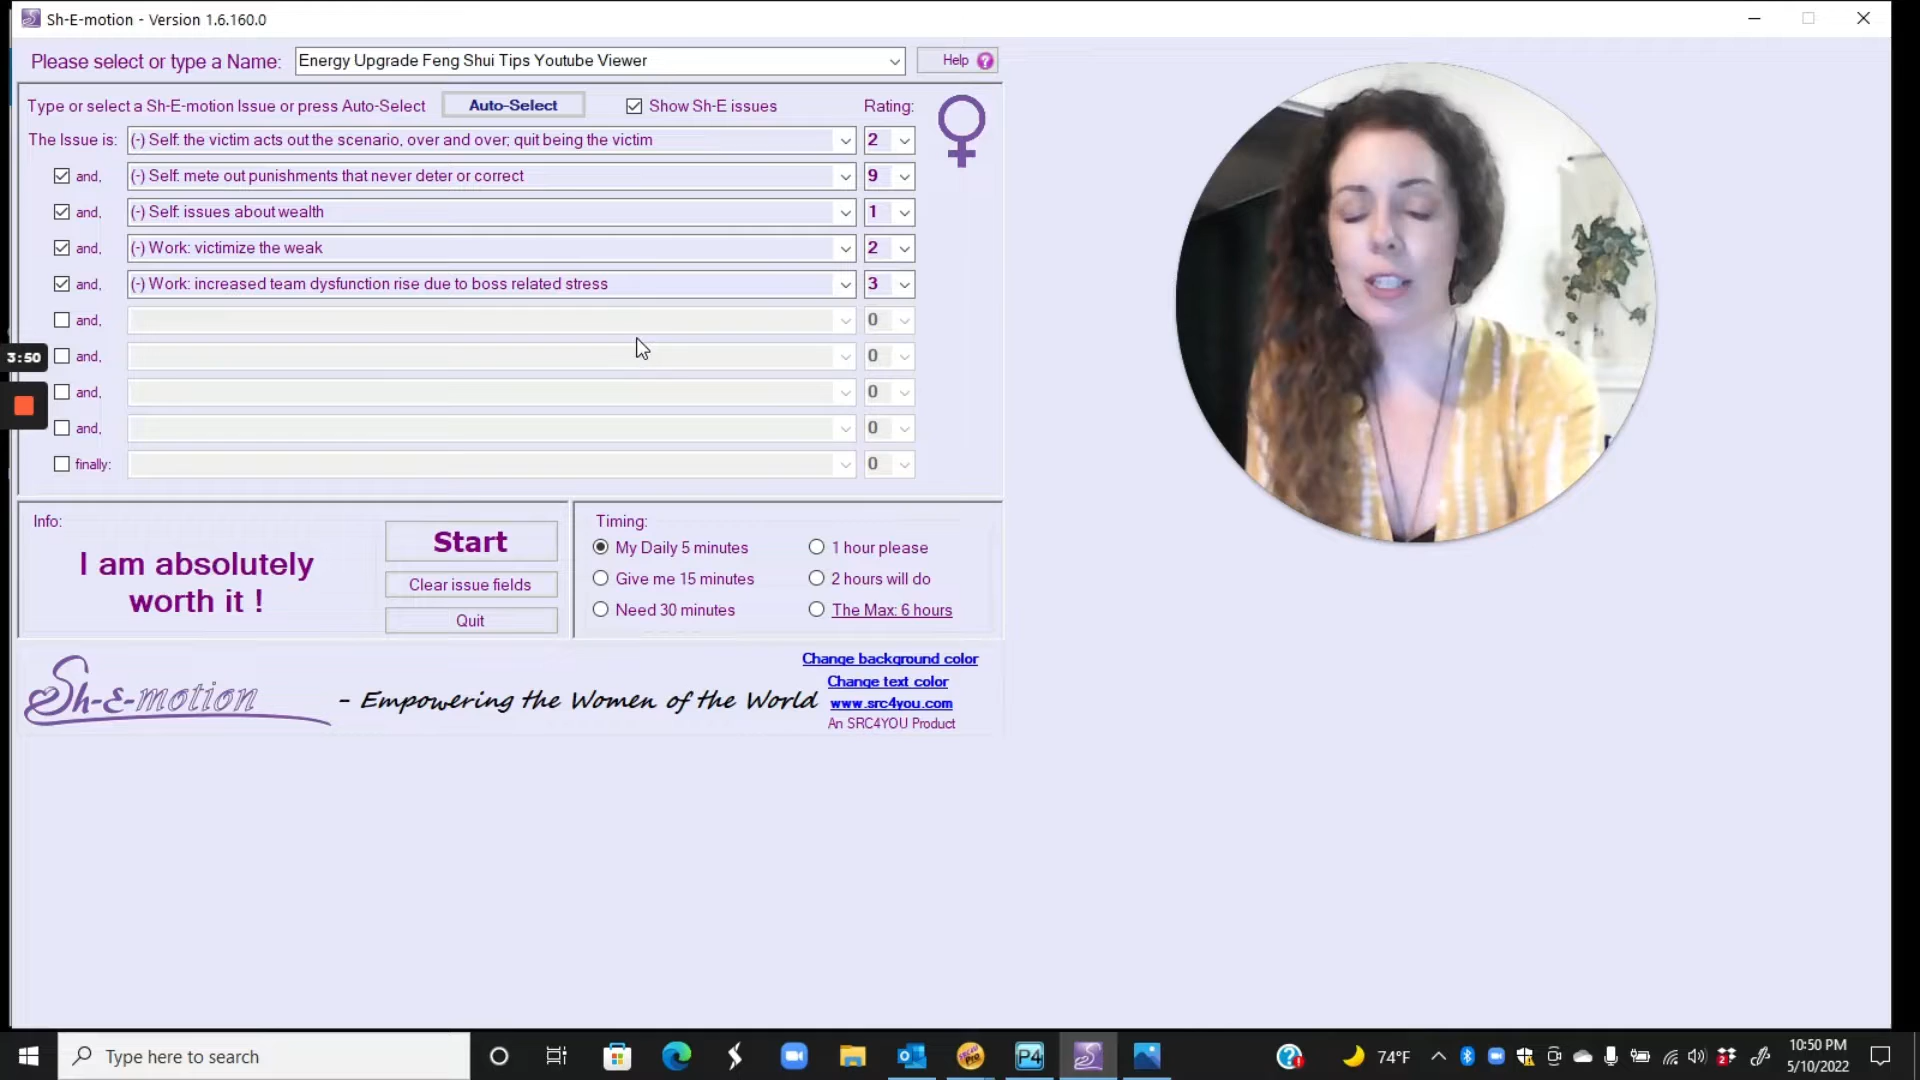 Sh-E-motion - Version 1.6.160.0
Please select or type a Name: Energy Upgrade Feng Shui Tips Youtube Viewer Help ?
Type or select a Sh-E-motion Issue or press Auto-Select Auto-Select Show Sh-E issues Rating:
The Issue is: (-) Self: the victim acts out the scenario, over and over; quit being the victim 2
and, (-) Self: mete out punishments that never deter or correct 9
and, (-) Self: issues about wealth 1
and, (-) Work: victimize the weak 2
and, (-) Work: increased team dysfunction rise due to boss related stress 3
and, 0
3:50 and, 0
and, 0
and, 0
finally: 0
Info:
I am absolutely
worth it !
Start
Clear issue fields
Quit
Timing:
My Daily 5 minutes 1 hour please
Give me 15 minutes 2 hours will do
Need 30 minutes The Max: 6 hours
Sh-E-motion - Empowering the Women of the World
Change background color
Change text color
www.src4you.com
An SRC4YOU Product
Type here to search P4 74°F 10:50 PM
5/10/2022